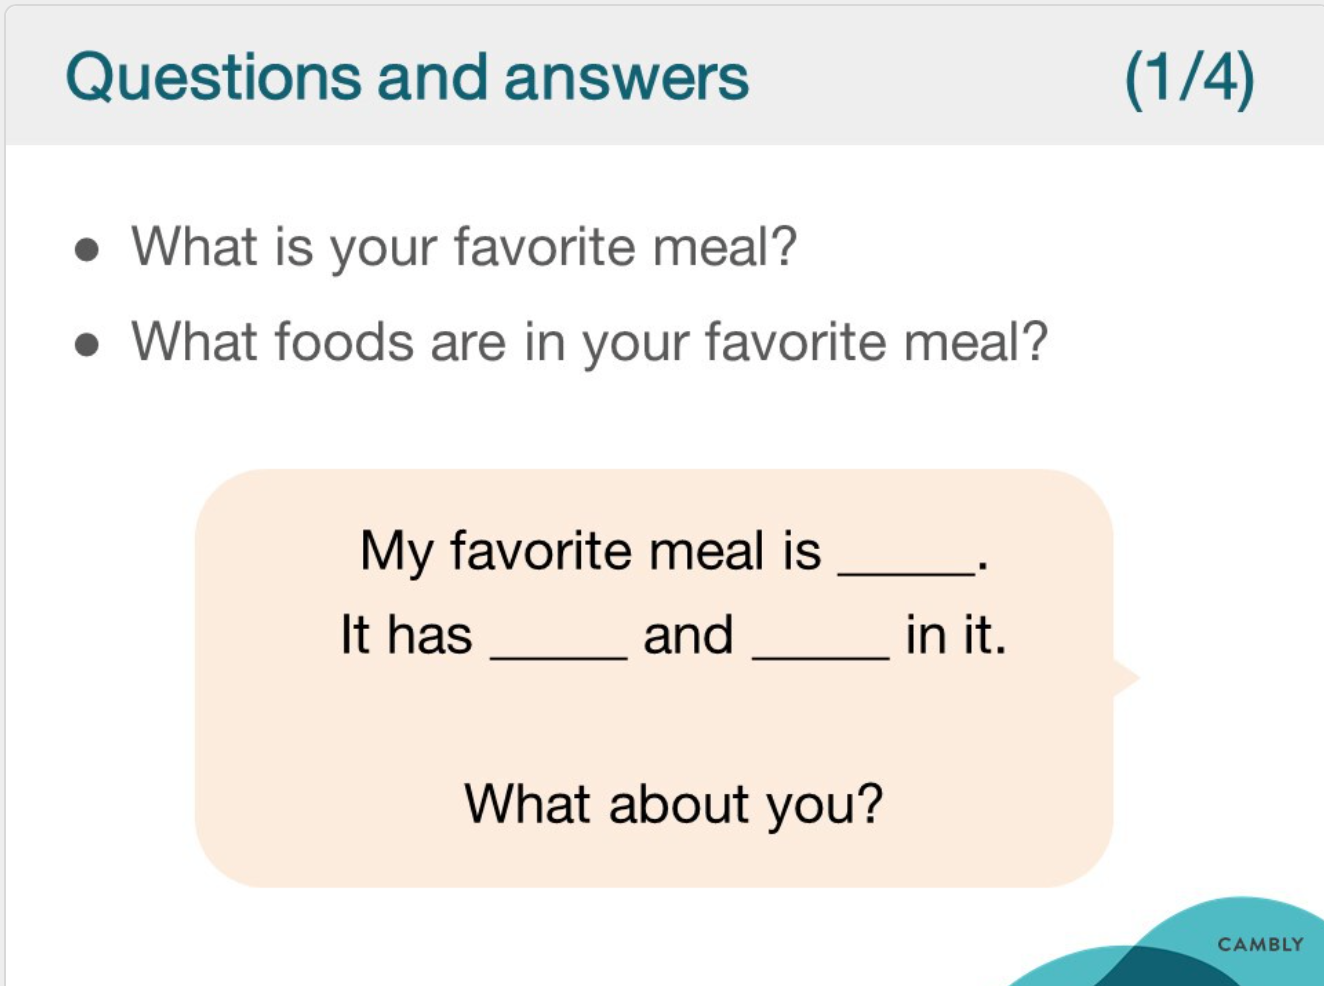 Questions and answers (1/4)
● What is your favorite meal?
● What foods are in your favorite meal?
My favorite meal is _____.
It has _____ and _____ in it.
What about you?
CAMBLY